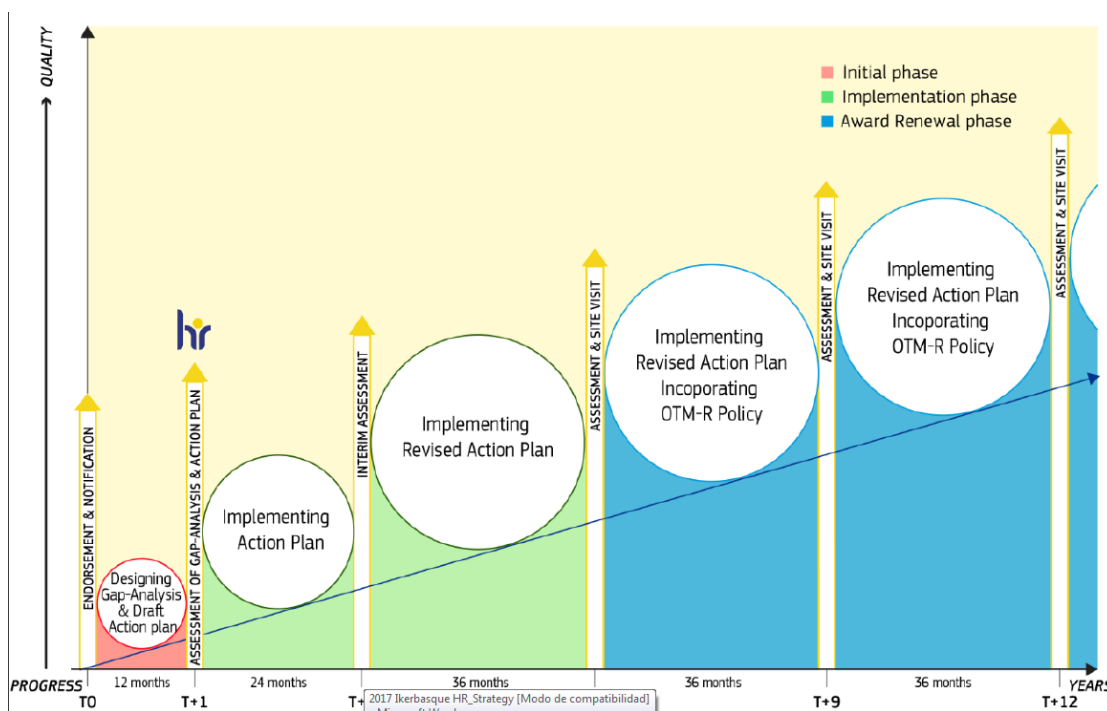 QUALITY
Initial phase
Implementation phase
Award Renewal phase
hr
ENDORSEMENT & NOTIFICATION
Designing
Gap-Analysis
& Draft
Action plan
ASSESSMENT OF GAP-ANALYSIS & ACTION PLAN
Implementing
Action Plan
INTERIM ASSESSMENT
Implementing
Revised Action Plan
ASSESSMENT & SITE VISIT
Implementing
Revised Action Plan
Incoporating
OTM-R Policy
ASSESSMENT & SITE VISIT
Implementing
Revised Action Plan
Incoporating
OTM-R Policy
ASSESSMENT & SITE VISIT
PROGRESS
12 months
24 months
36 months
36 months
36 months
YEARS
T0
T+1
T+
T+9
T+12
2017 Ikerbasque HR_Strategy [Modo de compatibilidad]